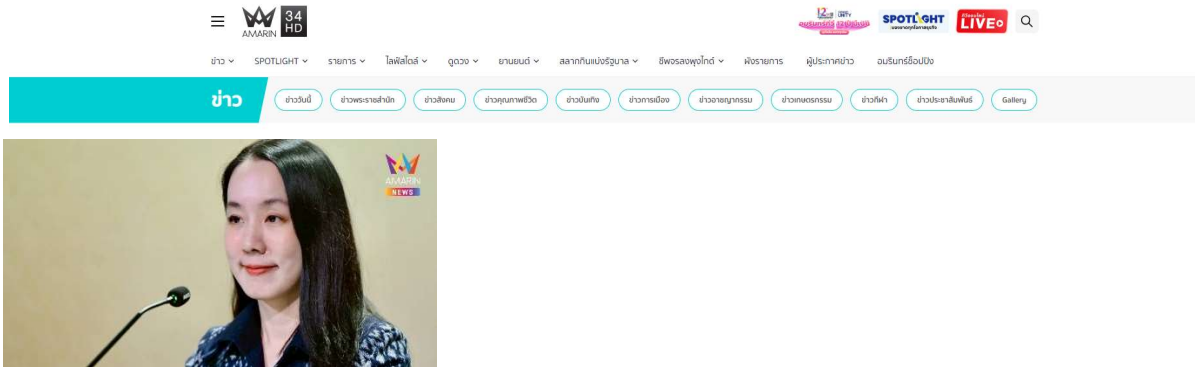 AMARIN
34
HD
12
UNITY
SPOTLIGHT
LIVE
ข่าว SPOTLIGHT รายการ ไลฟ์สไตล์ ดูดวง ยานยนต์ สลากกินแบ่งรัฐบาล ชีพจรลงพุงไกด์ ผังรายการ ผู้ประกาศข่าว อมรินทร์ช็อปปิง
ข่าว ข่าววันนี้ ข่าวพระราชสำนัก ข่าวสังคม ข่าวคุณภาพชีวิต ข่าวบันเทิง ข่าวการเมือง ข่าวอาชญากรรม ข่าวเกษตรกรรม ข่าวกีฬา ข่าวประชาสัมพันธ์ Gallery
AMARIN
NEWS